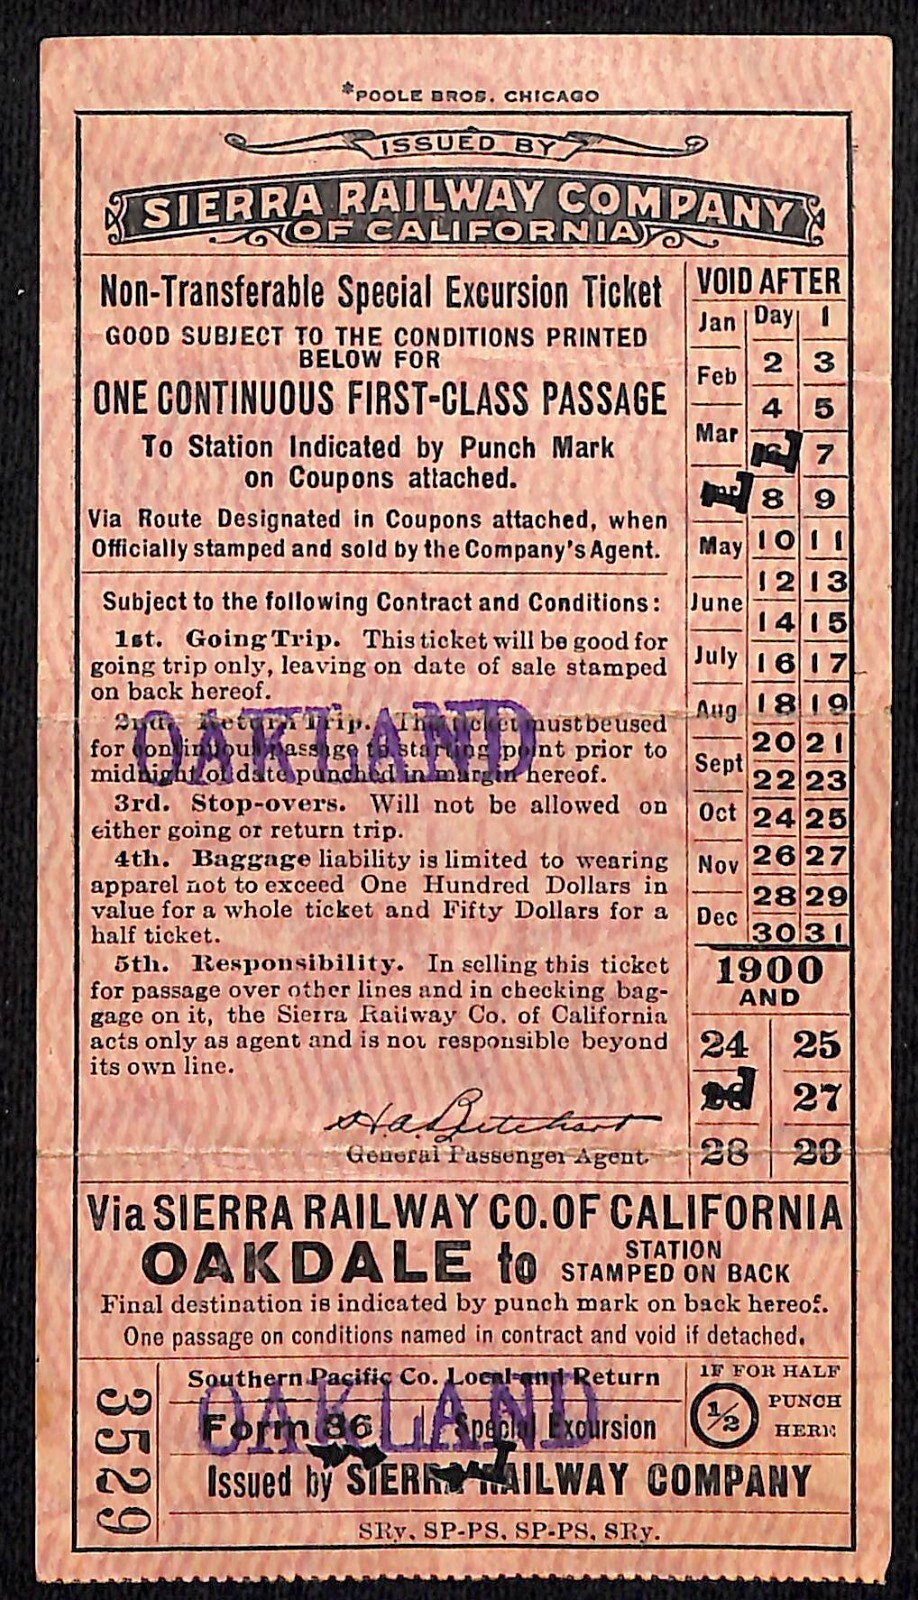 *POOLE BROS. CHICAGO
ISSUED BY
SIERRA RAILWAY COMPANY
OF CALIFORNIA
Non-Transferable Special Excursion Ticket
GOOD SUBJECT TO THE CONDITIONS PRINTED
BELOW FOR
ONE CONTINUOUS FIRST-CLASS PASSAGE
To Station Indicated by Punch Mark
on Coupons attached.
Via Route Designated in Coupons attached, when
Officially stamped and sold by the Company's Agent.
Subject to the following Contract and Conditions:
1st. Going Trip. This ticket will be good for
going trip only, leaving on date of sale stamped
on back hereof.
2nd. Return Trip. This ticket must be used
for continuous passage to starting point prior to
midnight of date punched in margin hereof.
OAKLAND
3rd. Stop-overs. Will not be allowed on
either going or return trip.
4th. Baggage liability is limited to wearing
apparel not to exceed One Hundred Dollars in
value for a whole ticket and Fifty Dollars for a
half ticket.
5th. Responsibility. In selling this ticket
for passage over other lines and in checking bag-
gage on it, the Sierra Railway Co. of California
acts only as agent and is not responsible beyond
its own line.
General Passenger Agent.
VOID AFTER
Jan Day 1
Feb 2 3
4 5
Mar 7
8 9
May 10 11
12 13
June 14 15
July 16 17
Aug 18 19
20 21
Sept 22 23
Oct 24 25
Nov 26 27
28 29
Dec 30 31
1900
AND
24 25
27
28 29
Via SIERRA RAILWAY CO. OF CALIFORNIA
OAKDALE to STATION
STAMPED ON BACK
Final destination is indicated by punch mark on back hereof.
One passage on conditions named in contract and void if detached.
3529
Southern Pacific Co. Local and Return
OAKLAND
Form 86 Special Excursion
Issued by SIERRA RAILWAY COMPANY
SRy, SP-PS, SP-PS, SRy.
IF FOR HALF
1/2 PUNCH
HERE